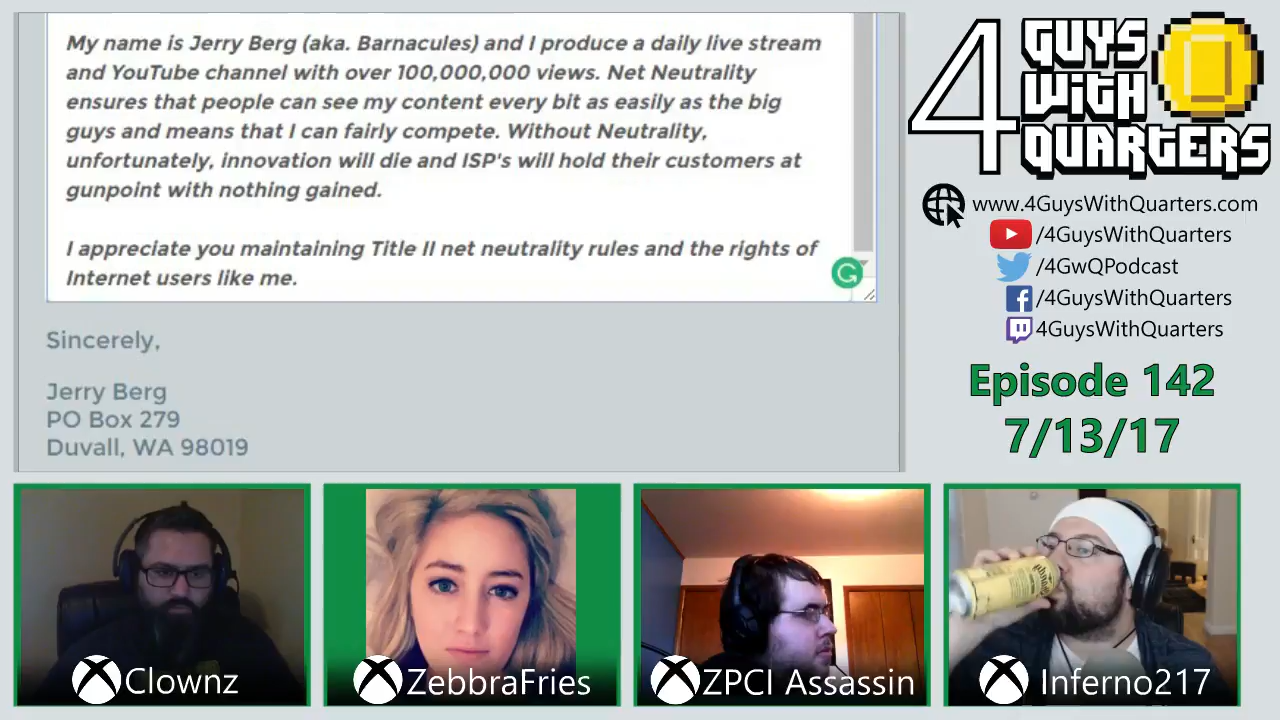 My name is Jerry Berg (aka. Barnacules) and I produce a daily live stream
and YouTube channel with over 100,000,000 views. Net Neutrality
ensures that people can see my content every bit as easily as the big
guys and means that I can fairly compete. Without Neutrality,
unfortunately, innovation will die and ISP's will hold their customers at
gunpoint with nothing gained.
I appreciate you maintaining Title II net neutrality rules and the rights of
Internet users like me.
Sincerely,
Jerry Berg
PO Box 279
Duvall, WA 98019
4 GUYS
WITH
QUARTERS
www.4GuysWithQuarters.com
/4GuysWithQuarters
/4GwQPodcast
/4GuysWithQuarters
4GuysWithQuarters
Episode 142
7/13/17
Clownz
ZebbraFries
ZPCI Assassin
Inferno217